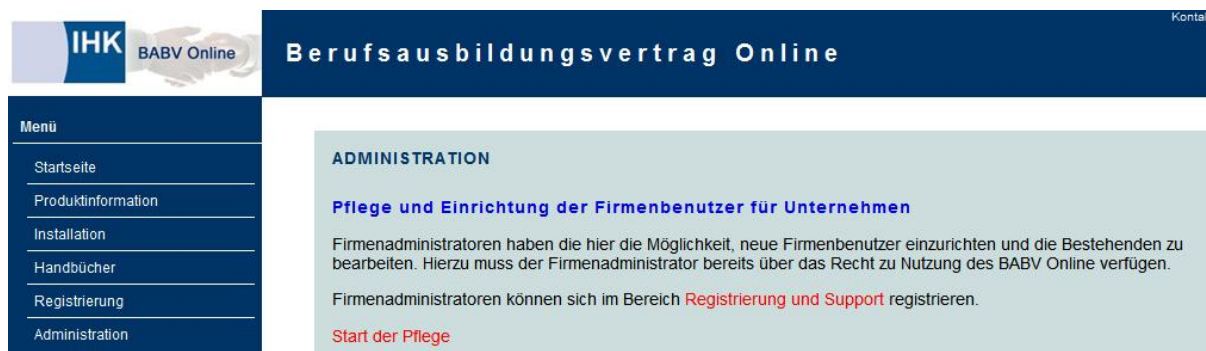 IHK BABV Online
Berufsausbildungsvertrag Online
Menü
Startseite
Produktinformation
Installation
Handbücher
Registrierung
Administration
ADMINISTRATION
Pflege und Einrichtung der Firmenbenutzer für Unternehmen
Firmenadministratoren haben die hier die Möglichkeit, neue Firmenbenutzer einzurichten und die Bestehenden zu
bearbeiten. Hierzu muss der Firmenadministrator bereits über das Recht zu Nutzung des BABV Online verfügen.
Firmenadministratoren können sich im Bereich Registrierung und Support registrieren.
Start der Pflege